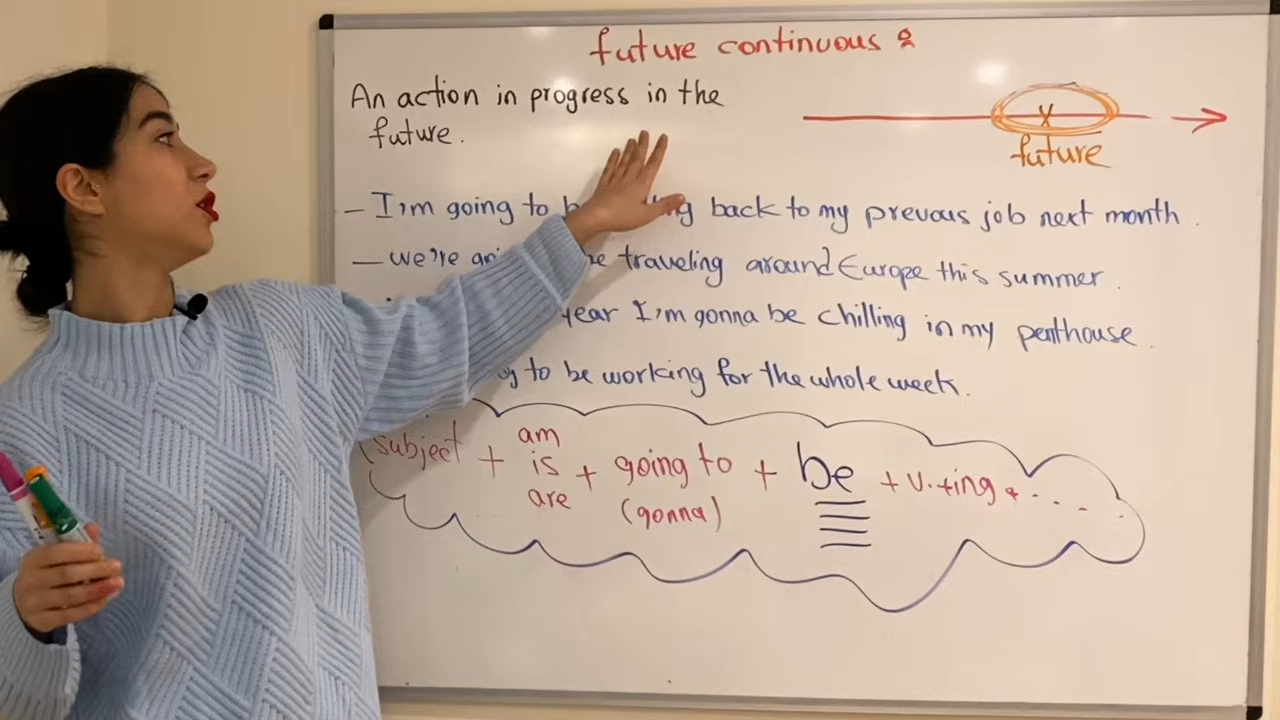 future continuous :
An action in progress in the
future.
future
- I'm going to back to my prevous job next month.
- we're traveling around Europe this summer.
year I'm gonna be chilling in my penthouse.
to be working for the whole week.
(subject + am + going to + be + v.+ing + . . . .
is
are
(gonna)